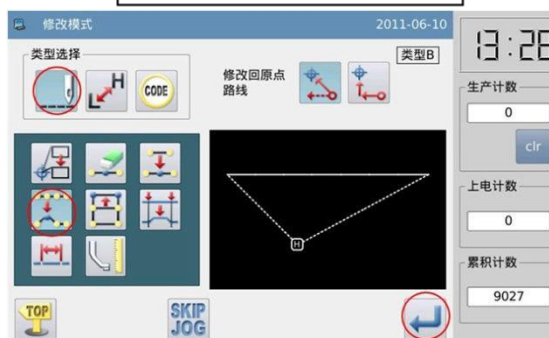 修改模式
2011-06-10
类型选择
H
L
CODE
修改回原点
路线
类型B
H
TOP
SKIP
JOG
生产计数
0
clr
上电计数
0
累积计数
9027